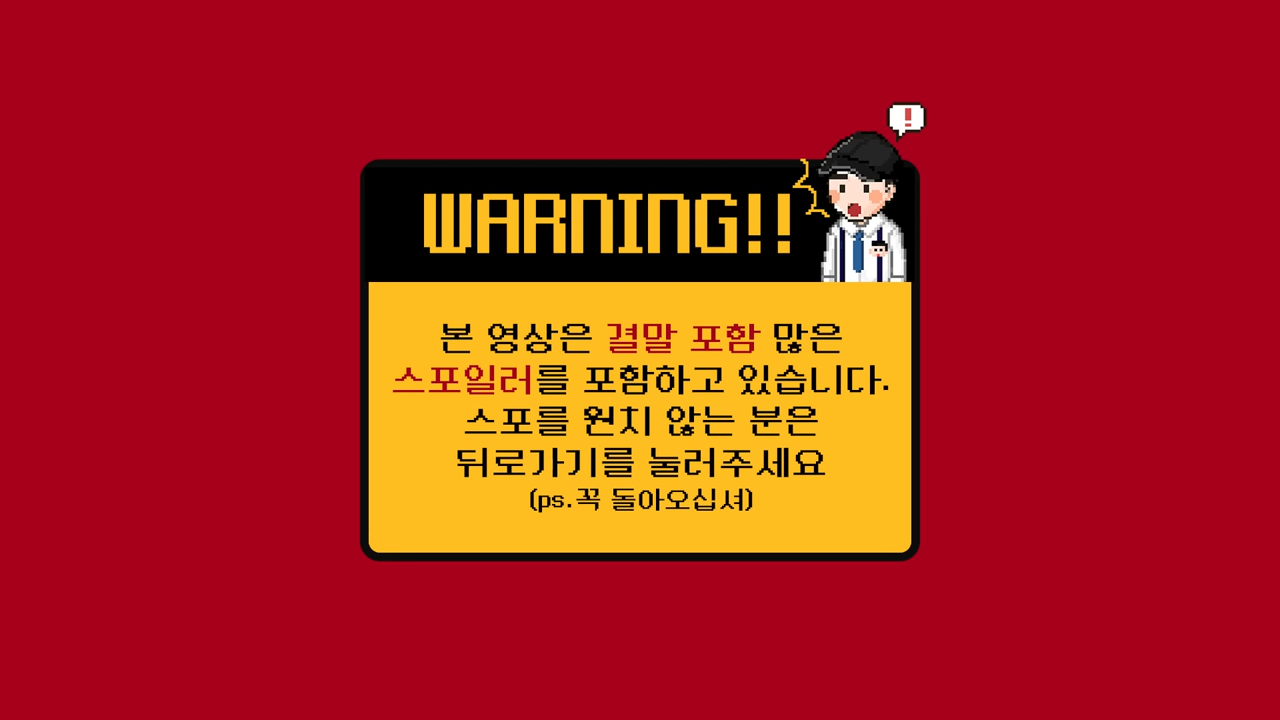 !
WARNING!!
본 영상은 결말 포함 많은
스포일러를 포함하고 있습니다.
스포를 원치 않는 분은
뒤로가기를 눌러주세요
(ps.꼭 돌아오십셔)